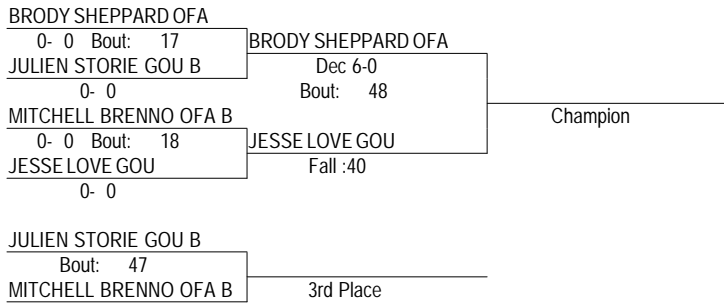 BRODY SHEPPARD OFA
0- 0 Bout: 17
BRODY SHEPPARD OFA
JULIEN STORIE GOU B
Dec 6-0
0- 0
Bout: 48
MITCHELL BRENNO OFA B
Champion
0- 0 Bout: 18
JESSE LOVE GOU
JESSE LOVE GOU
Fall :40
0- 0
JULIEN STORIE GOU B
Bout: 47
MITCHELL BRENNO OFA B
3rd Place